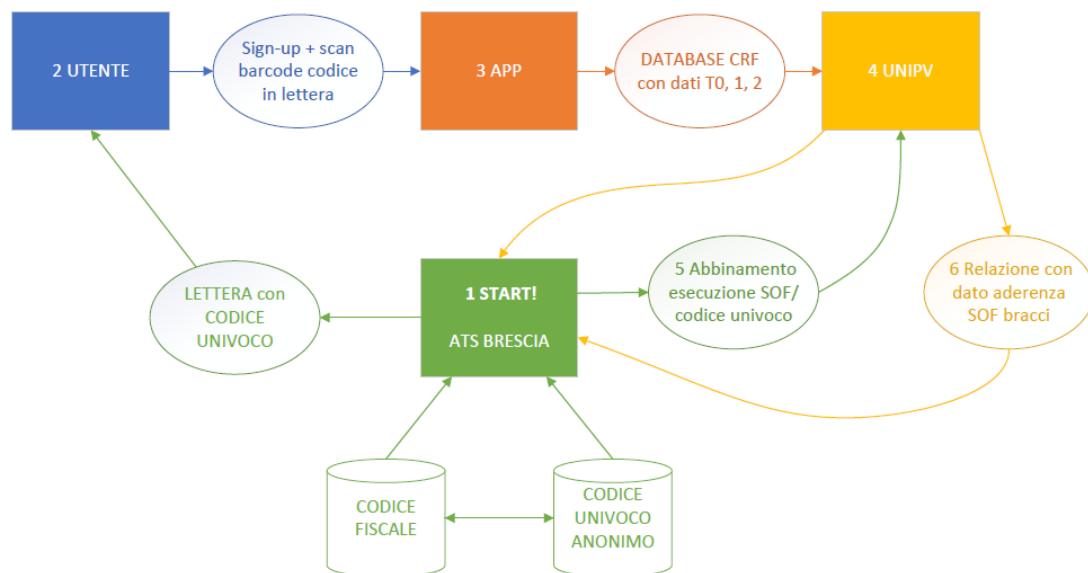 2 UTENTE
Sign-up + scan
barcode codice
in lettera
3 APP
DATABASE CRF
con dati T0, 1, 2
4 UNIPV
LETTERA con
CODICE
UNIVOCO
1 START!
ATS BRESCIA
5 Abbinamento
esecuzione SOF/
codice univoco
6 Relazione con
dato aderenza
SOF bracci
CODICE
FISCALE
CODICE
UNIVOCO
ANONIMO